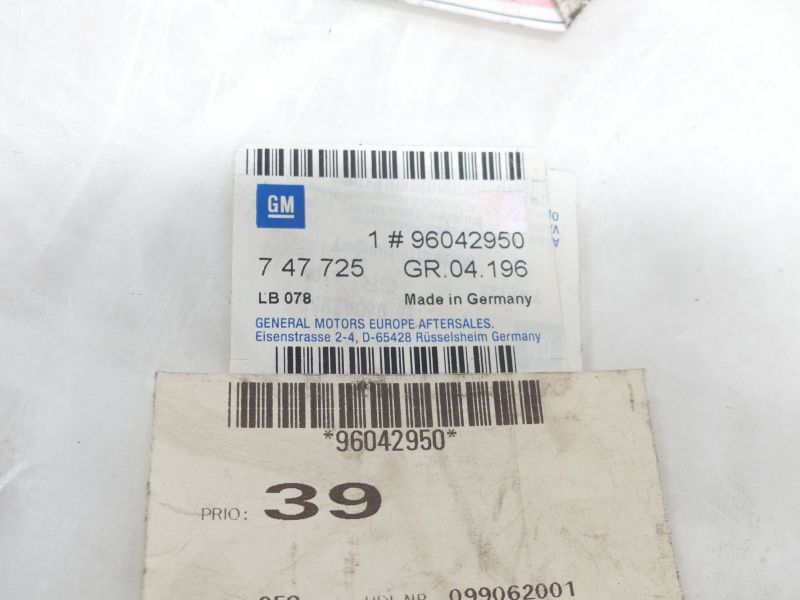 GM
1 # 96042950
7 47 725 GR.04.196
LB 078 Made in Germany
GENERAL MOTORS EUROPE AFTERSALES.
Eisenstrasse 2-4, D-65428 Rüsselsheim Germany
*96042950*
PRIO: 39
099062001